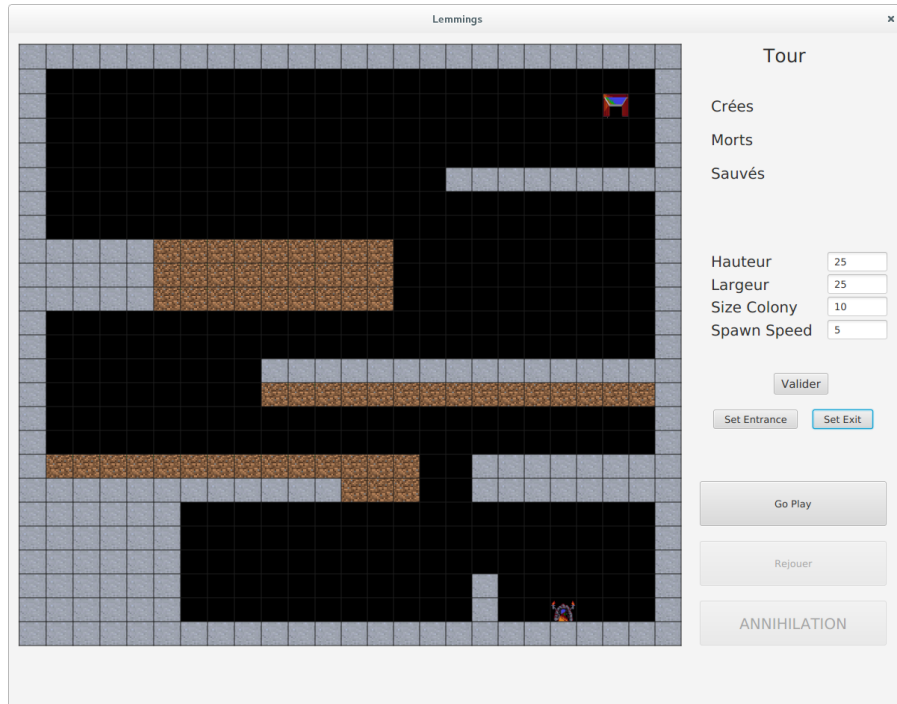 Lemmings
Tour
Crées
Morts
Sauvés
Hauteur 25
Largeur 25
Size Colony 10
Spawn Speed 5
Valider
Set Entrance Set Exit
Go Play
Rejouer
ANNIHILATION